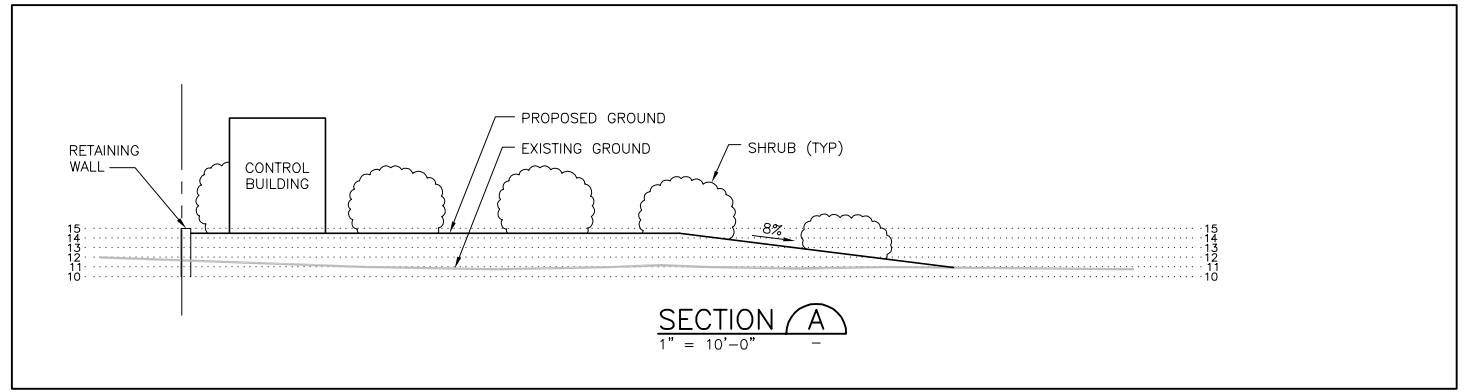 PROPOSED GROUND
EXISTING GROUND
SHRUB (TYP)
RETAINING
WALL
CONTROL
BUILDING
8%
15
14
13
12
11
10
15
14
13
12
11
10
SECTION A
1" = 10'-0" -